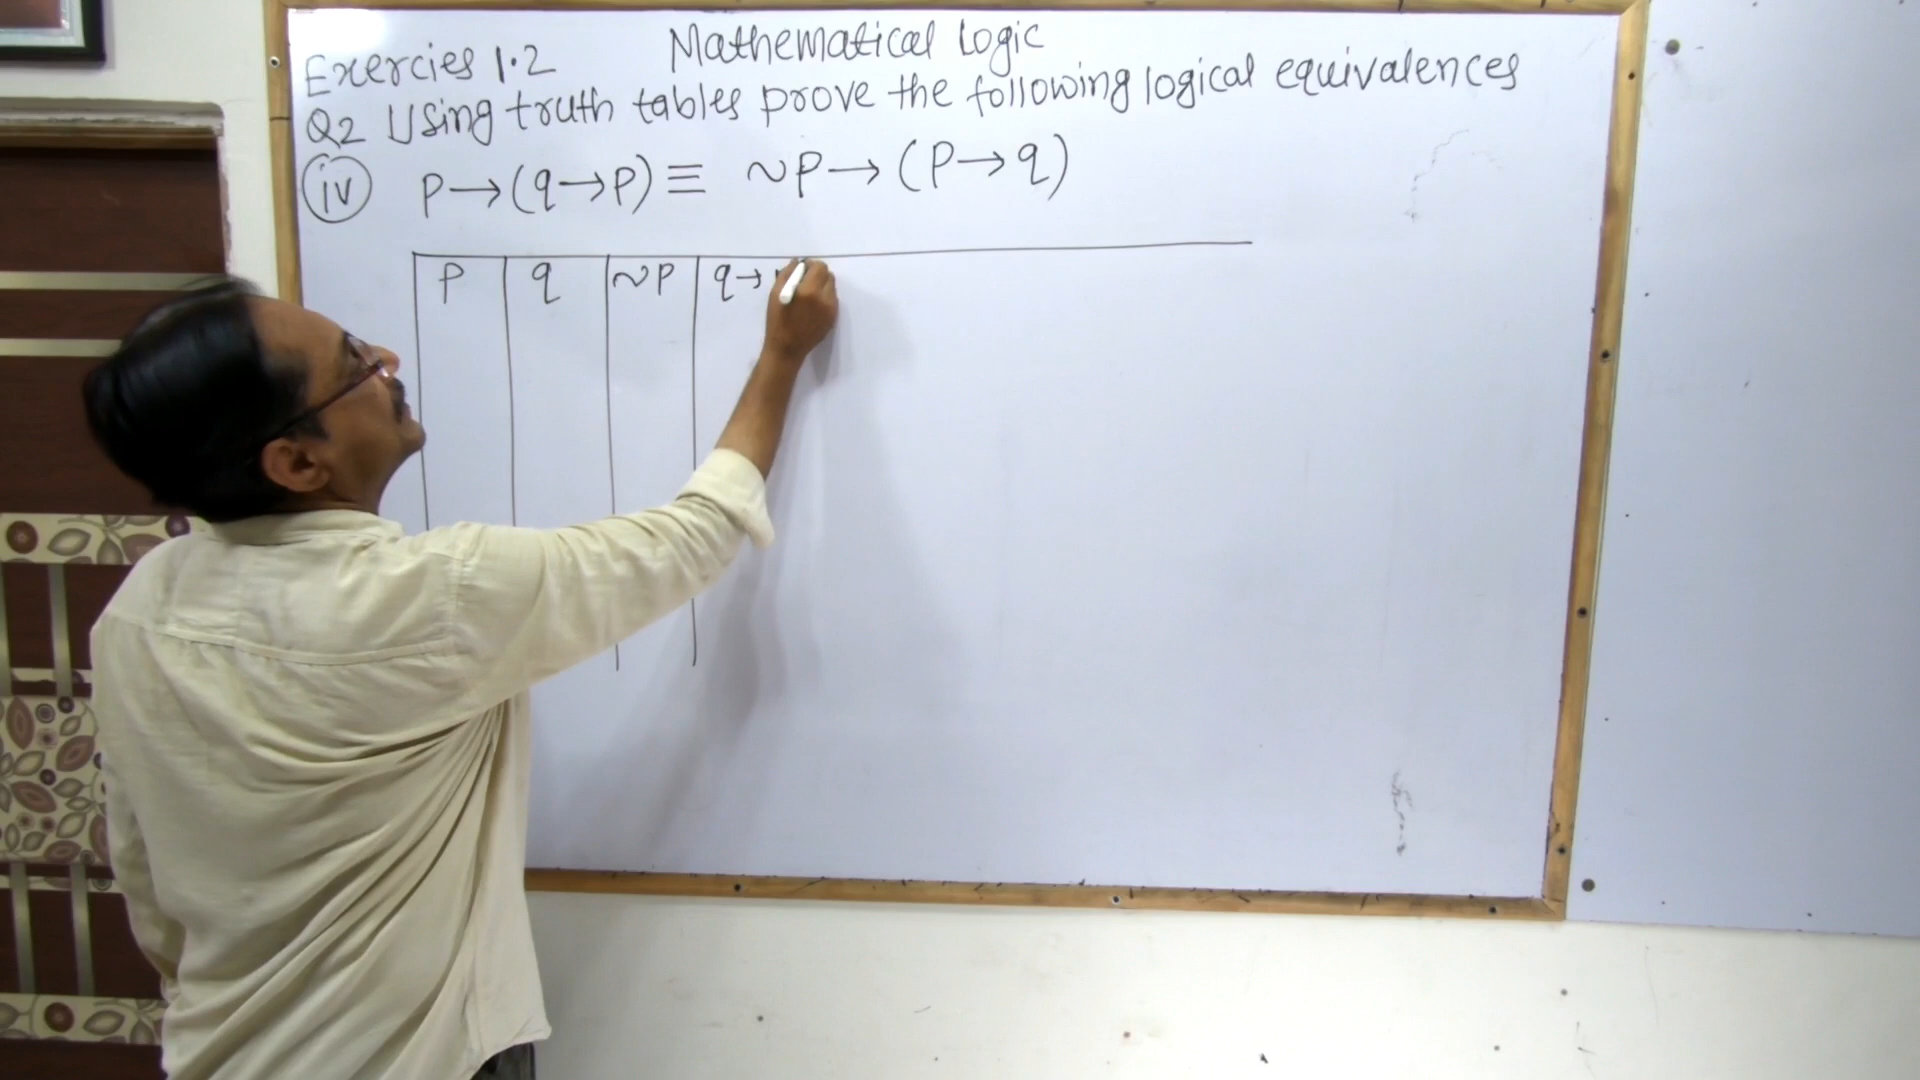 Mathematical Logic
Exercies 1.2
Q2 Using truth tables prove the following logical equivalences
iv p→(q→p) ≡ ~p→(p→q)
p q ~p q→